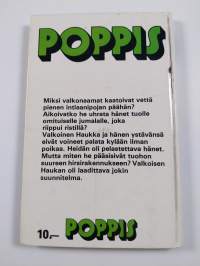 POPPIS
Miksi valkonaamat kastoivat vettä
pienen intiaanipojan päähän?
Aikoivatko he uhrata hänet tuolle
omituiselle jumalalle, joka
riippui ristillä?
Valkoinen Haukka ja hänen ystävänsä
eivät voineet palata kylään ilman
poikaa. Heidän oli pelastettava hänet.
Mutta miten he pääsisivät tuohon
suureen hirsirakennukseen? Valkoisen
Haukan oli laadittava jokin
suunnitelma.
10,— POPPIS